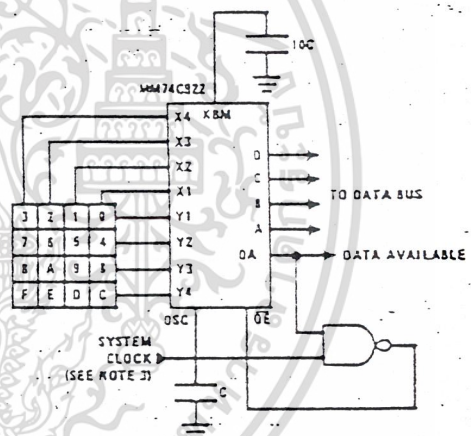 10C
MM74C922
X4 KBM
X3
X2
X1
Y1
Y2
Y3
Y4
D
C
B
A
DA
TO DATA BUS
DATA AVAILABLE
3 2 1 0
7 6 5 4
B A 9 8
F E D C
OSC
OE
SYSTEM
CLOCK
(SEE NOTE 3)
C